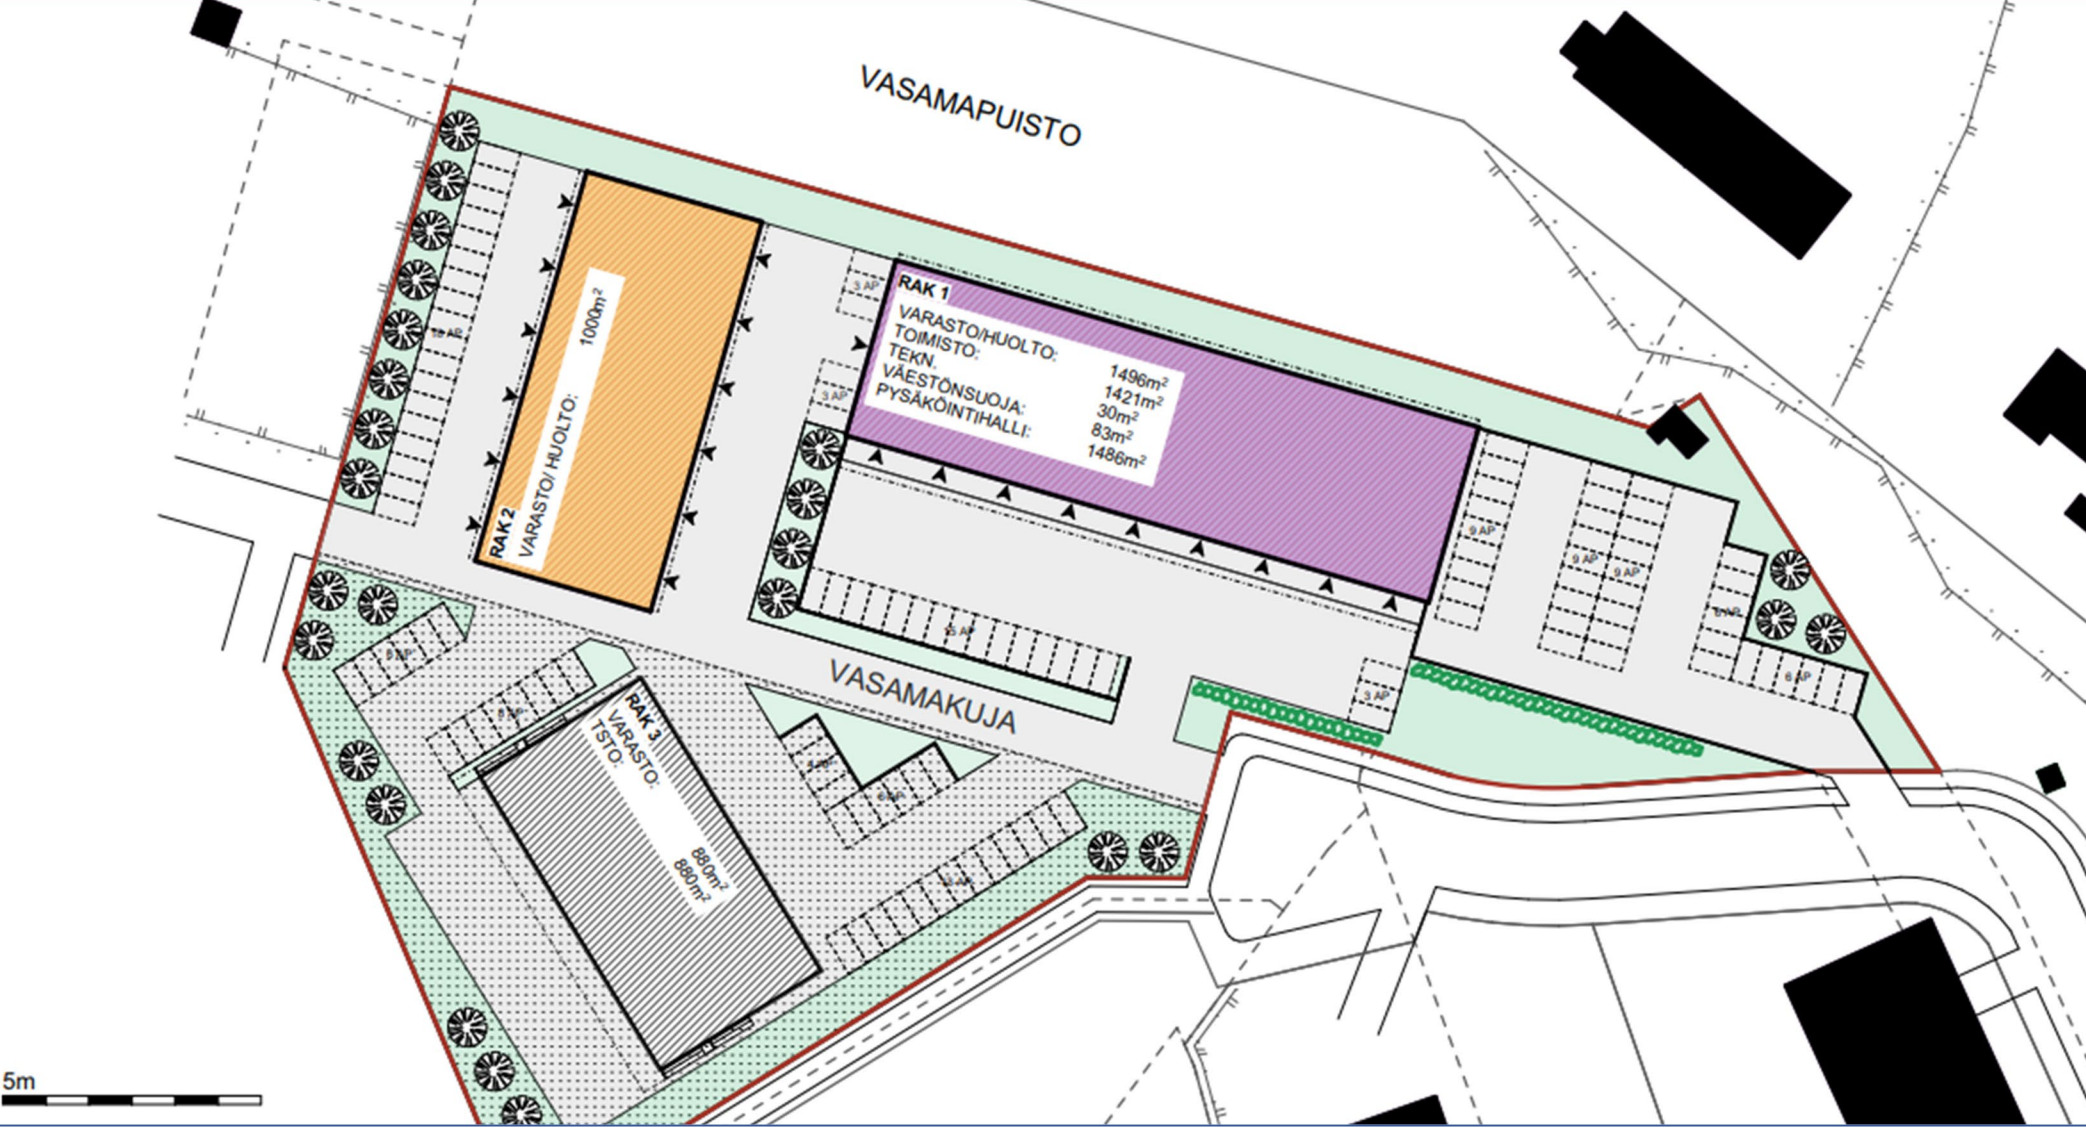 VASAMAPUISTO
RAK 1
VARASTO/HUOLTO: 1496m²
TOIMISTO: 1421m²
TEKN. 30m²
VÄESTÖNSUOJA: 83m²
PYSÄKÖINTIHALLI: 1486m²
RAK 2
VARASTO/ HUOLTO: 1000m²
3 AP
3 AP
9 AP
9 AP
9 AP
6 AP
15 AP
3 AP
VASAMAKUJA
RAK 3
VARASTO: 880m²
TSTO: 880m²
5m